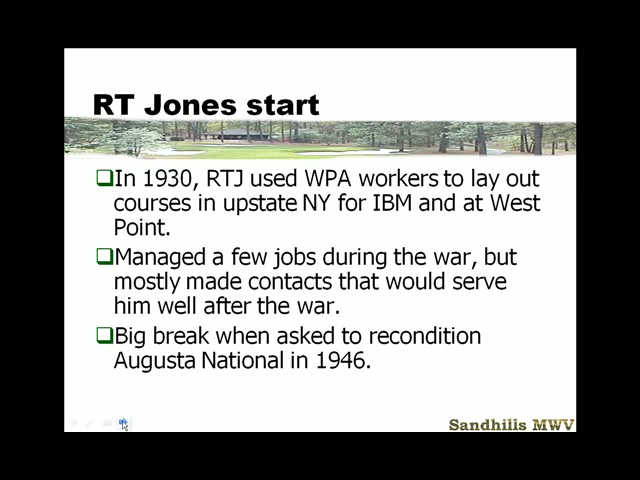 RT Jones start
In 1930, RTJ used WPA workers to lay out
courses in upstate NY for IBM and at West
Point.
Managed a few jobs during the war, but
mostly made contacts that would serve
him well after the war.
Big break when asked to recondition
Augusta National in 1946.
Sandhills MWV